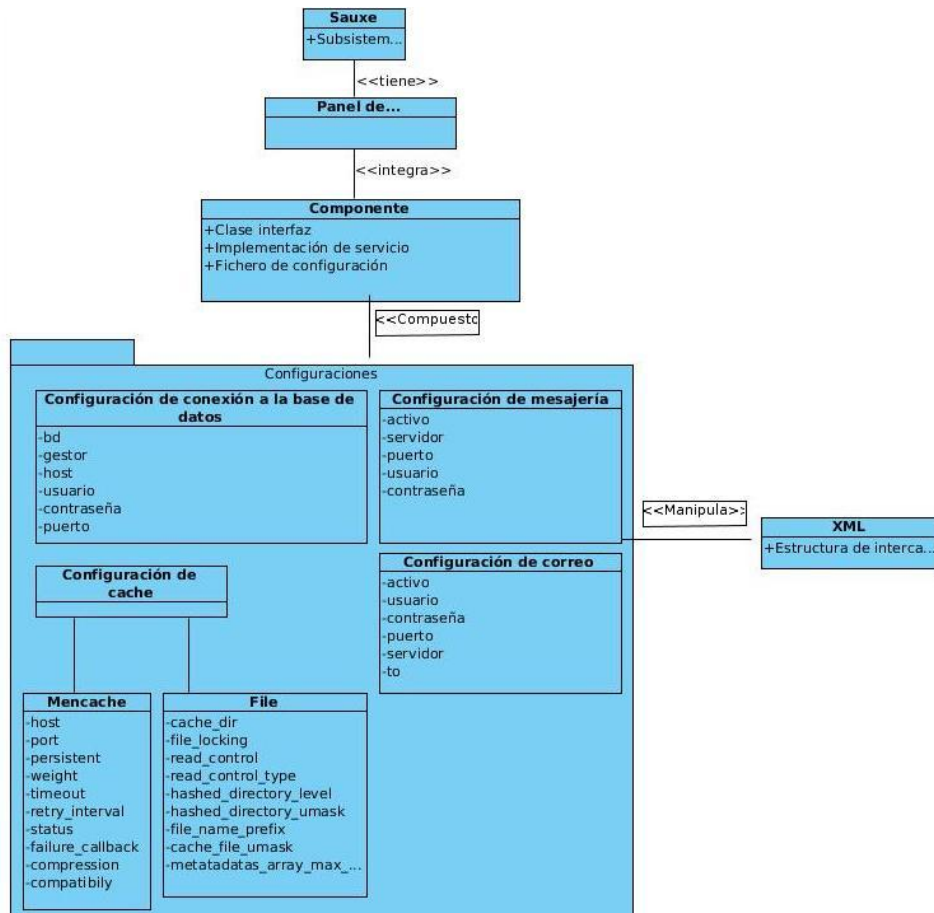 Sauxe
+Subsistem...
<<tiene>>
Panel de...
<<integra>>
Componente
+Clase interfaz
+Implementación de servicio
+Fichero de configuración
<<Compuesto
Configuraciones
Configuración de conexión a la base de
datos
-bd
-gestor
-host
-usuario
-contraseña
-puerto
Configuración de mesajería
-activo
-servidor
-puerto
-usuario
-contraseña
<<Manipula>>
XML
+Estructura de interca...
Configuración de
cache
Configuración de correo
-activo
-usuario
-contraseña
-puerto
-servidor
-to
Mencache
-host
-port
-persistent
-weight
-timeout
-retry_interval
-status
-failure_callback
-compression
-compatibily
File
-cache_dir
-file_locking
-read_control
-read_control_type
-hashed_directory_level
-hashed_directory_umask
-file_name_prefix
-cache_file_umask
-metatadatas_array_max_...